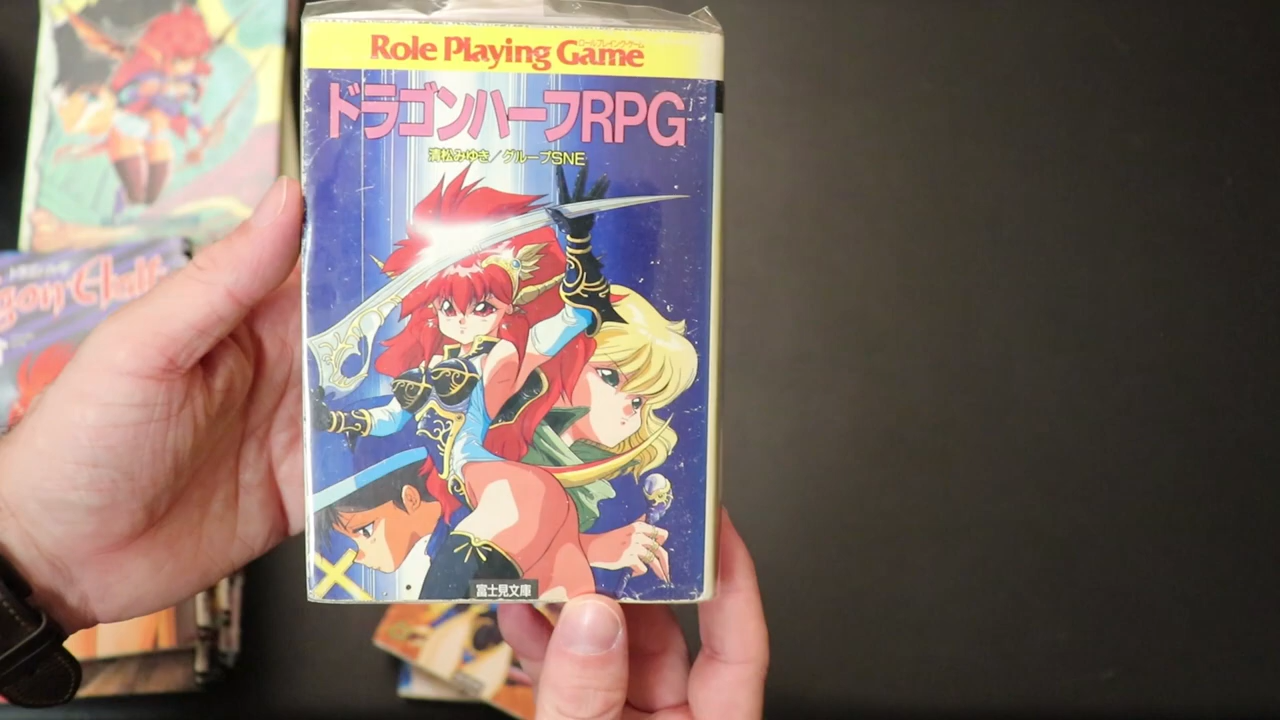 Role Playing Game
ロールプレイング・ゲーム
ドラゴンハーフRPG
清松みゆき/グループSNE
富士見文庫